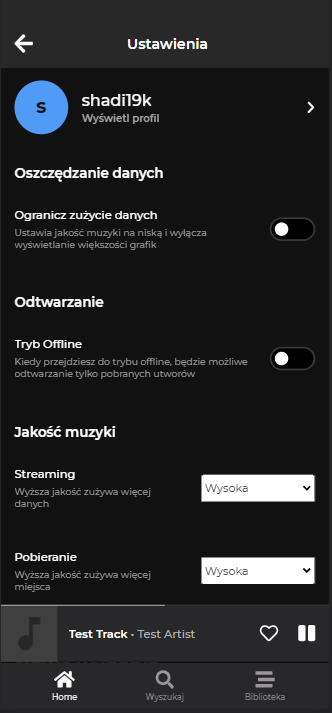 Ustawienia
s
shadi19k
Wyświetl profil
Oszczędzanie danych
Ogranicz zużycie danych
Ustawia jakość muzyki na niską i wyłącza
wyświetlanie większości grafik
Odtwarzanie
Tryb Offline
Kiedy przejdziesz do trybu offline, będzie możliwe
odtwarzanie tylko pobranych utworów
Jakość muzyki
Streaming
Wyższa jakość zużywa więcej
danych
Wysoka
Pobieranie
Wyższa jakość zużywa więcej
miejsca
Wysoka
Test Track • Test Artist
Home
Wyszukaj
Biblioteka